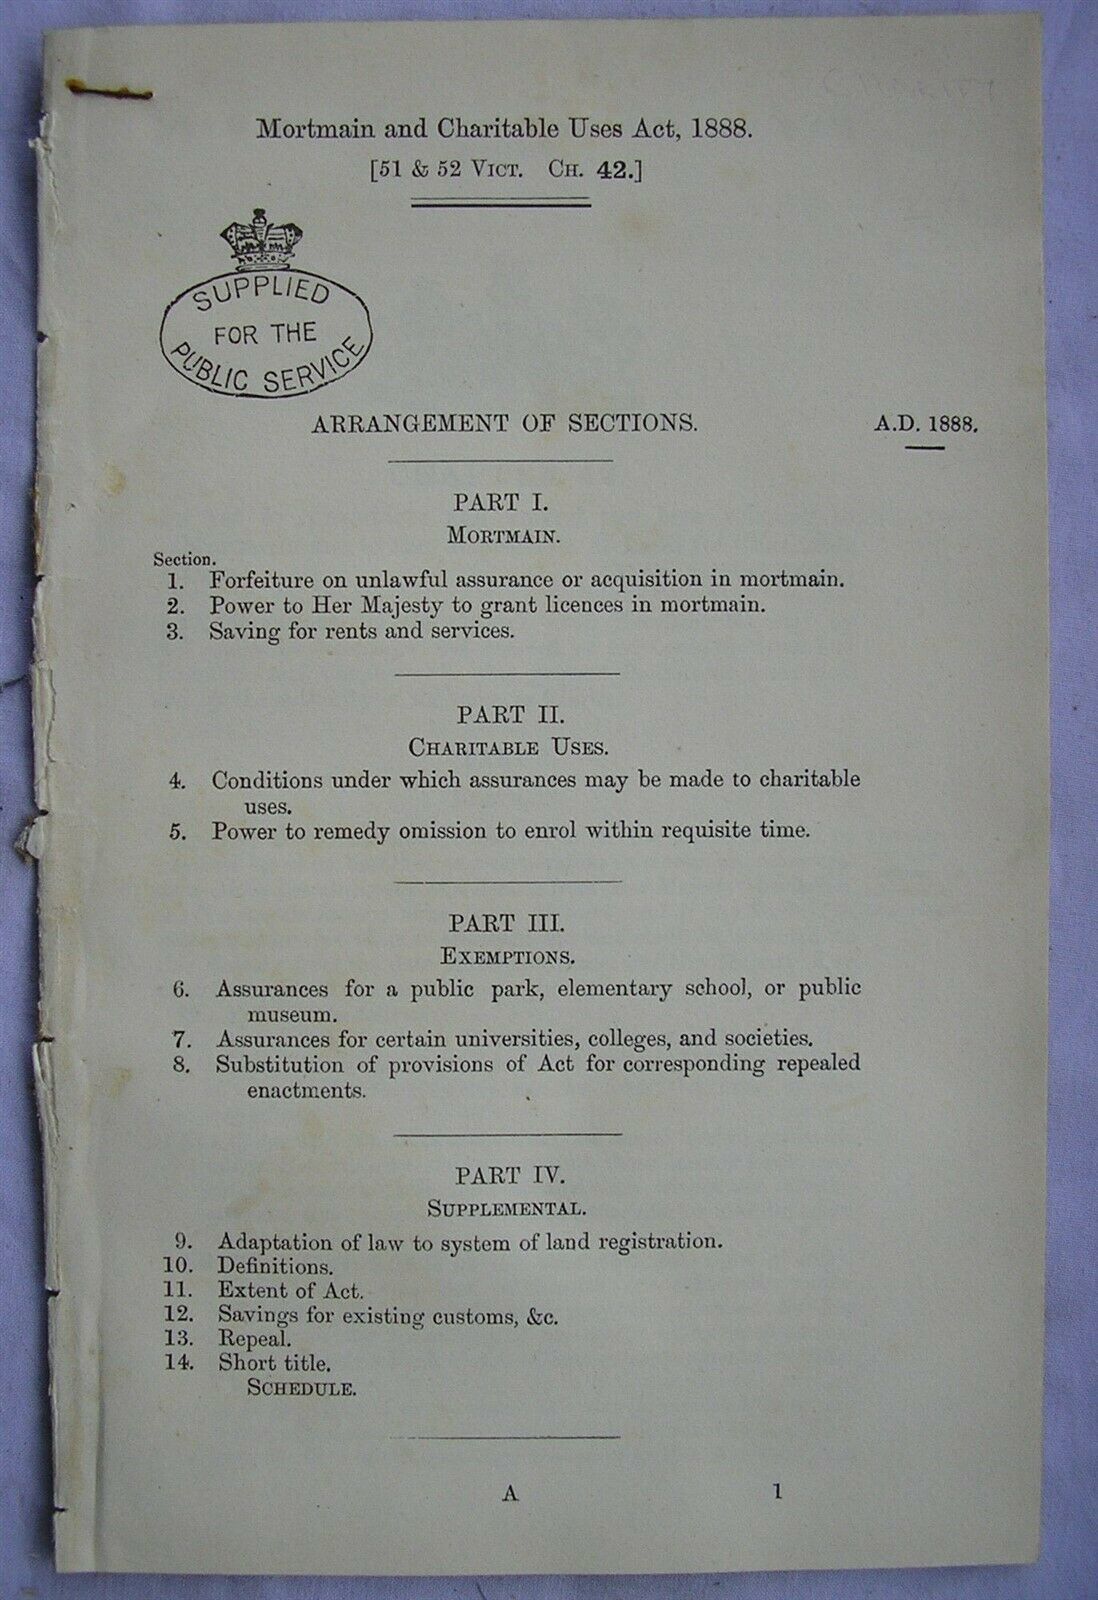 Mortmain and Charitable Uses Act, 1888.
[51 & 52 VICT. CH. 42.]
SUPPLIED
FOR THE
PUBLIC SERVICE
ARRANGEMENT OF SECTIONS. A.D. 1888.
PART I.
MORTMAIN.
Section.
1. Forfeiture on unlawful assurance or acquisition in mortmain.
2. Power to Her Majesty to grant licences in mortmain.
3. Saving for rents and services.
PART II.
CHARITABLE USES.
4. Conditions under which assurances may be made to charitable
uses.
5. Power to remedy omission to enrol within requisite time.
PART III.
EXEMPTIONS.
6. Assurances for a public park, elementary school, or public
museum.
7. Assurances for certain universities, colleges, and societies.
8. Substitution of provisions of Act for corresponding repealed
enactments.
PART IV.
SUPPLEMENTAL.
9. Adaptation of law to system of land registration.
10. Definitions.
11. Extent of Act.
12. Savings for existing customs, &c.
13. Repeal.
14. Short title.
SCHEDULE.
A 1